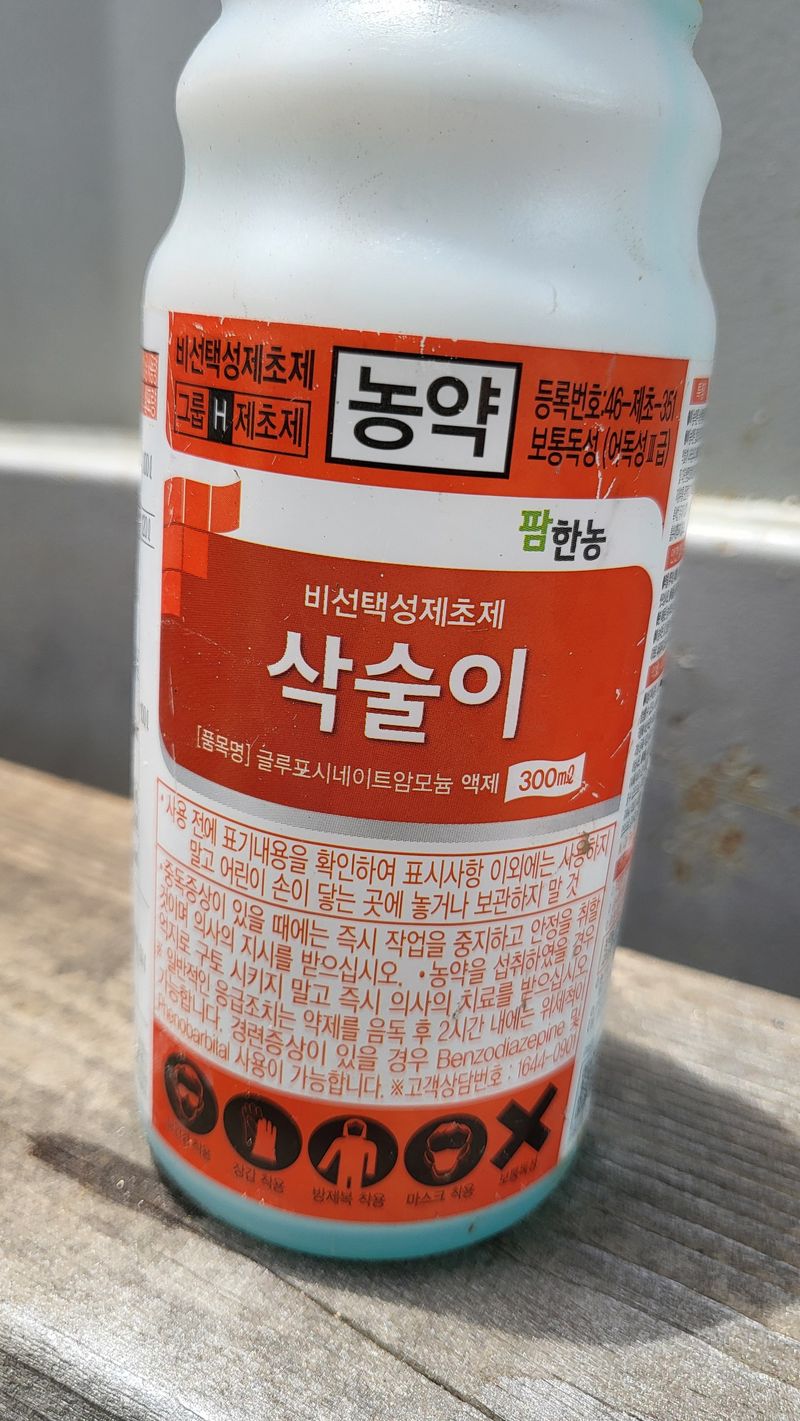 비선택성제초제
그룹 H 제초제
농약
등록번호:46-제초-351
보통독성 (어독성Ⅱ급)
팜한농
비선택성제초제
삭술이
[품목명] 글루포시네이트암모늄 액제 300㎖
• 사용 전에 표기내용을 확인하여 표시사항 이외에는 사용하지
말고 어린이 손이 닿는 곳에 놓거나 보관하지 말 것
• 중독증상이 있을 때에는 즉시 작업을 중지하고 안정을 취할
것이며 의사의 지시를 받으십시오. • 농약을 섭취하였을 경우
억지로 구토 시키지 말고 즉시 의사의 치료를 받으십시오.
※ 일반적인 응급조치는 약제를 음독 후 2시간 내에는 위세척이
가능합니다. 경련증상이 있을 경우 Benzodiazepine 및
Phenobarbital 사용이 가능합니다. ※고객상담번호 : 1644-0901
장갑 착용
방제복 착용
마스크 착용
보통독성